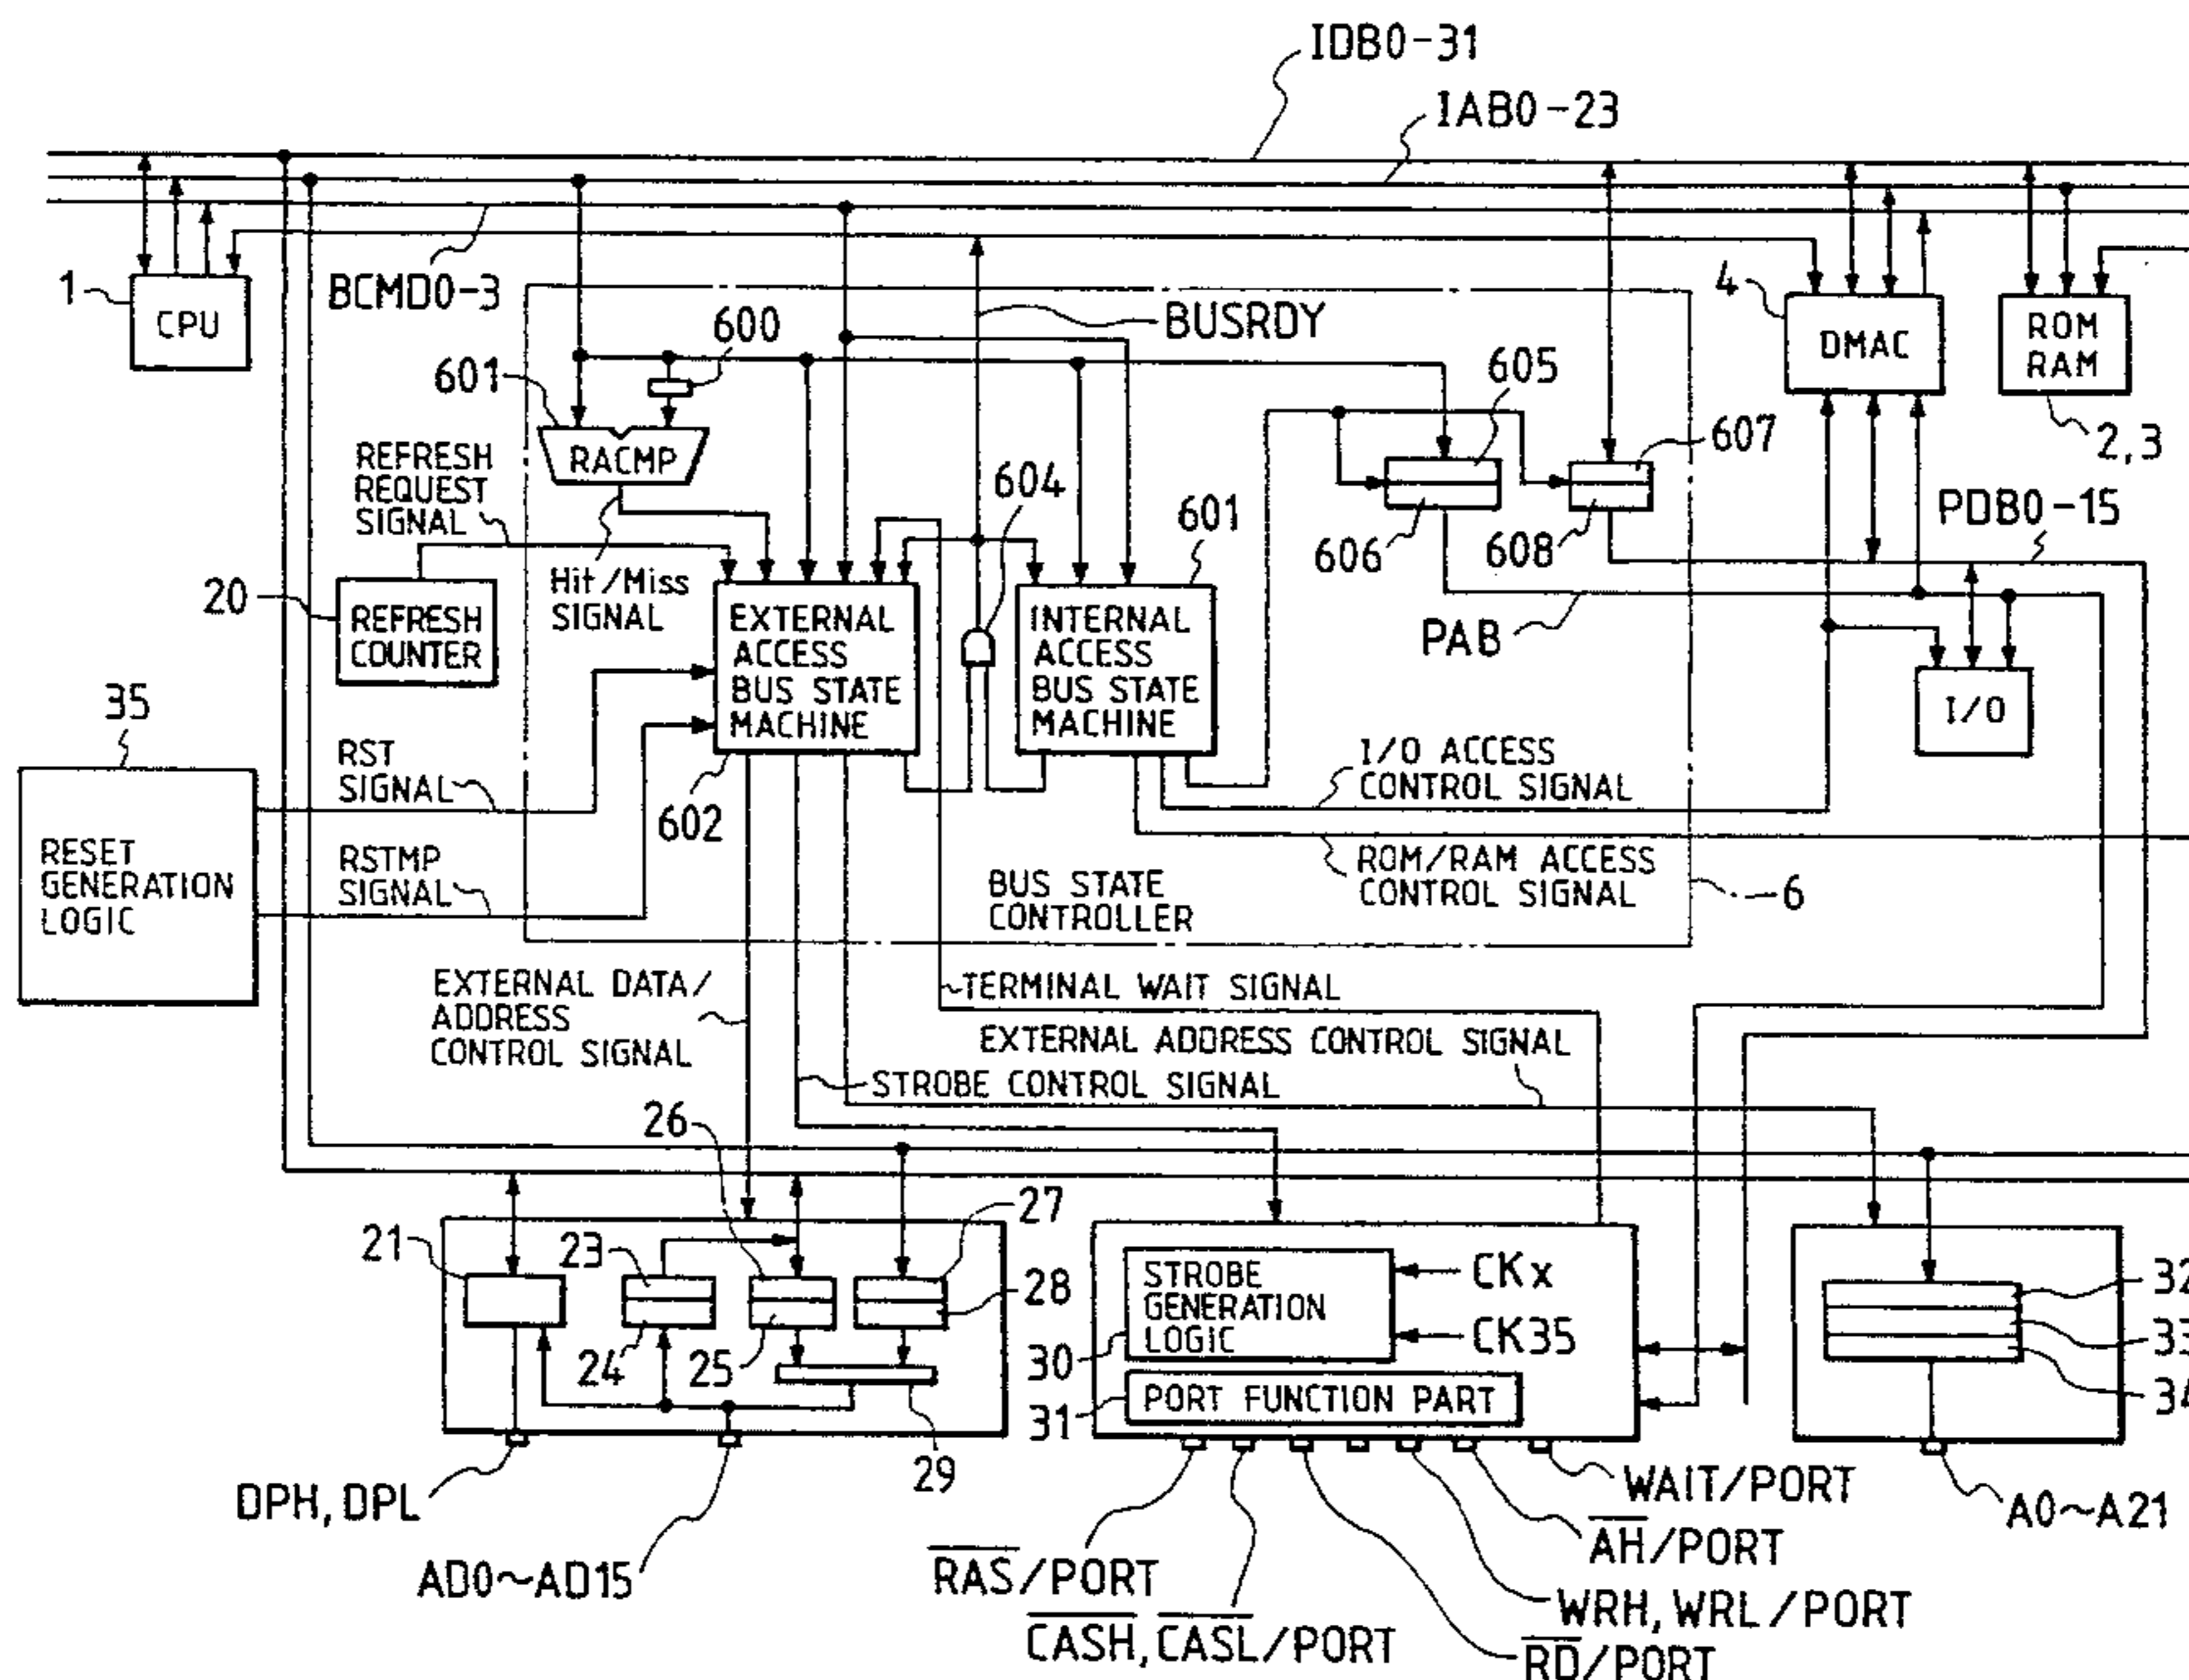 IDB0-31
IAB0-23
1
CPU
BCMD0-3
600
BUSRDY
4
DMAC
ROM
RAM
2,3
601
RACMP
605
607
REFRESH
REQUEST
SIGNAL
604
601
606
608
PDB0-15
20
REFRESH
COUNTER
Hit/Miss
SIGNAL
EXTERNAL
ACCESS
BUS STATE
MACHINE
INTERNAL
ACCESS
BUS STATE
MACHINE
PAB
I/O
35
RST
SIGNAL
602
I/O ACCESS
CONTROL SIGNAL
RESET
GENERATION
LOGIC
RSTMP
SIGNAL
BUS STATE
CONTROLLER
ROM/RAM ACCESS
CONTROL SIGNAL
6
EXTERNAL DATA/
ADDRESS
CONTROL SIGNAL
TERMINAL WAIT SIGNAL
EXTERNAL ADDRESS CONTROL SIGNAL
STROBE CONTROL SIGNAL
26
27
21
23
28
24
25
29
STROBE
GENERATION
LOGIC
CKx
CK35
30
31
PORT FUNCTION PART
32
33
34
DPH, DPL
AD0~AD15
RAS/PORT
CASH, CASL/PORT
RD/PORT
WRH, WRL/PORT
AH/PORT
WAIT/PORT
A0~A21